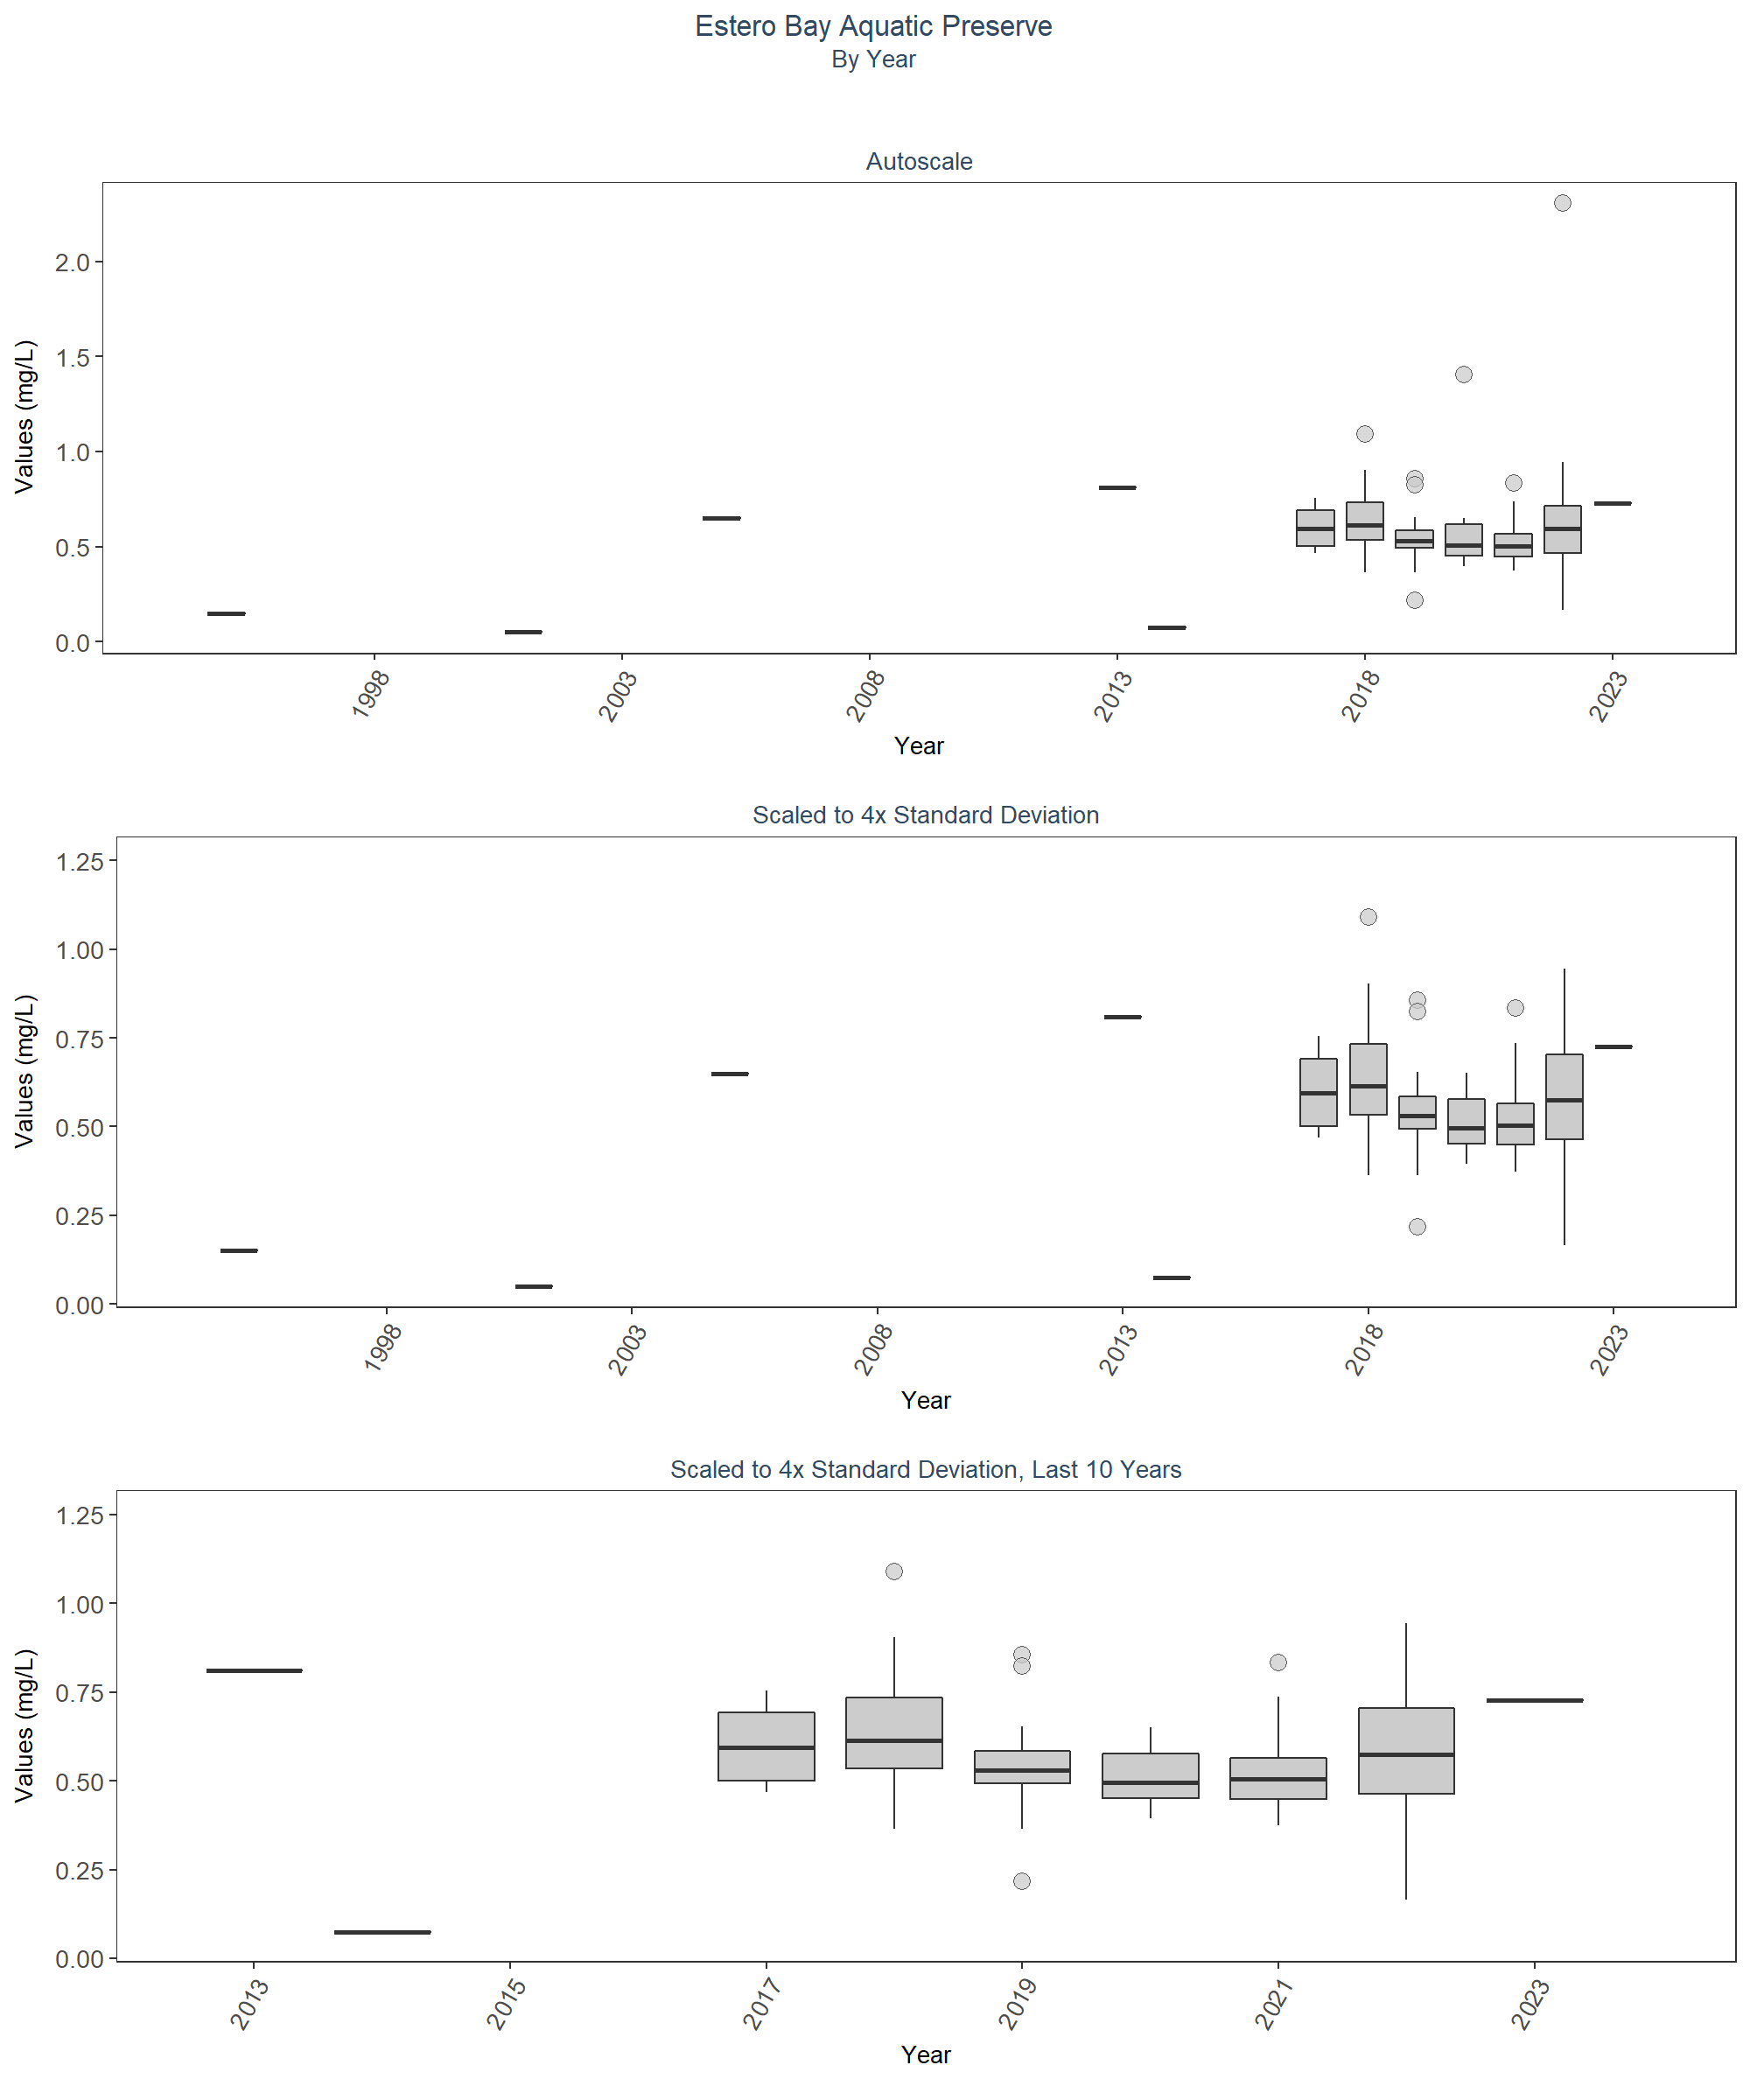 Estero Bay Aquatic Preserve
By Year
Autoscale
Values (mg/L)
2.0
1.5
1.0
0.5
0.0
1998 2003 2008 2013 2018 2023
Year
Scaled to 4x Standard Deviation
Values (mg/L)
1.25
1.00
0.75
0.50
0.25
0.00
1998 2003 2008 2013 2018 2023
Year
Scaled to 4x Standard Deviation, Last 10 Years
Values (mg/L)
1.25
1.00
0.75
0.50
0.25
0.00
2013 2015 2017 2019 2021 2023
Year